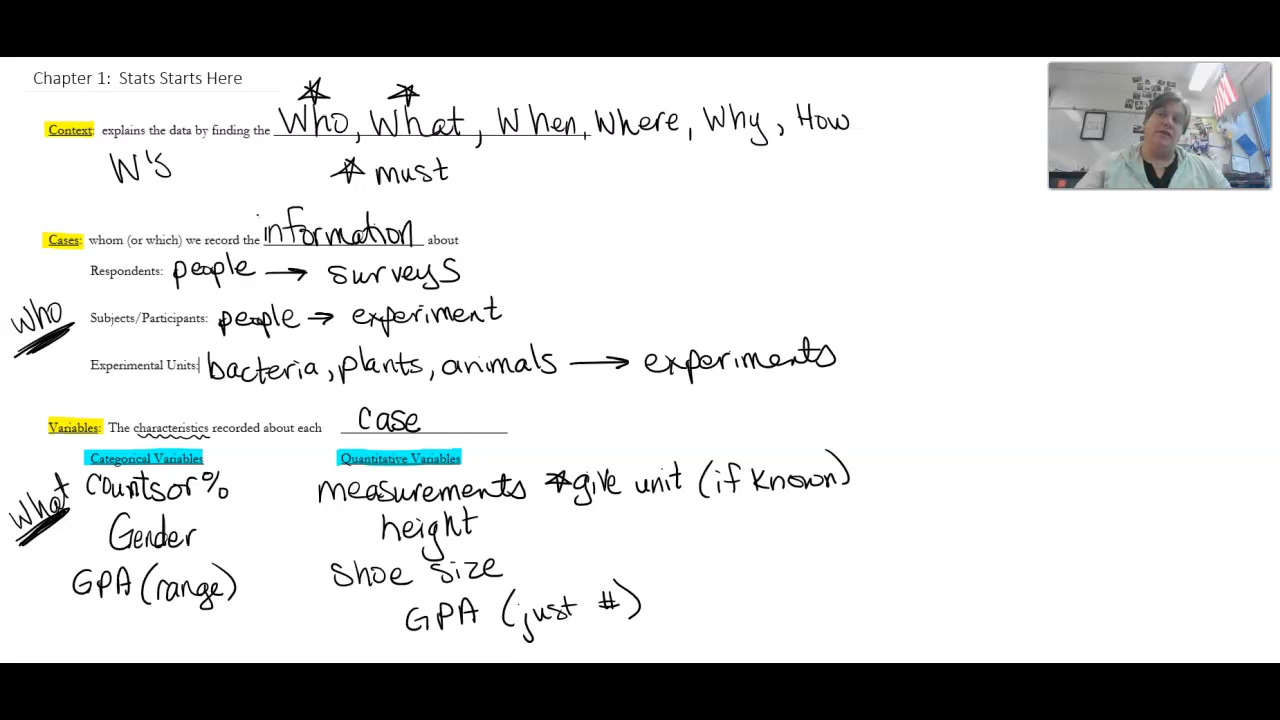 Chapter 1: Stats Starts Here
Context: explains the data by finding the Who, What, When, Where, Why, How
W's
must
Cases: whom (or which) we record the information about
Respondents: people → surveys
Who
Subjects/Participants: people → experiment
Experimental Units: bacteria, plants, animals → experiments
Variables: The characteristics recorded about each case
Categorical Variables Quantitative Variables
What counts or % measurements *give unit (if known)
Gender height
GPA (range) shoe size
GPA (just #)